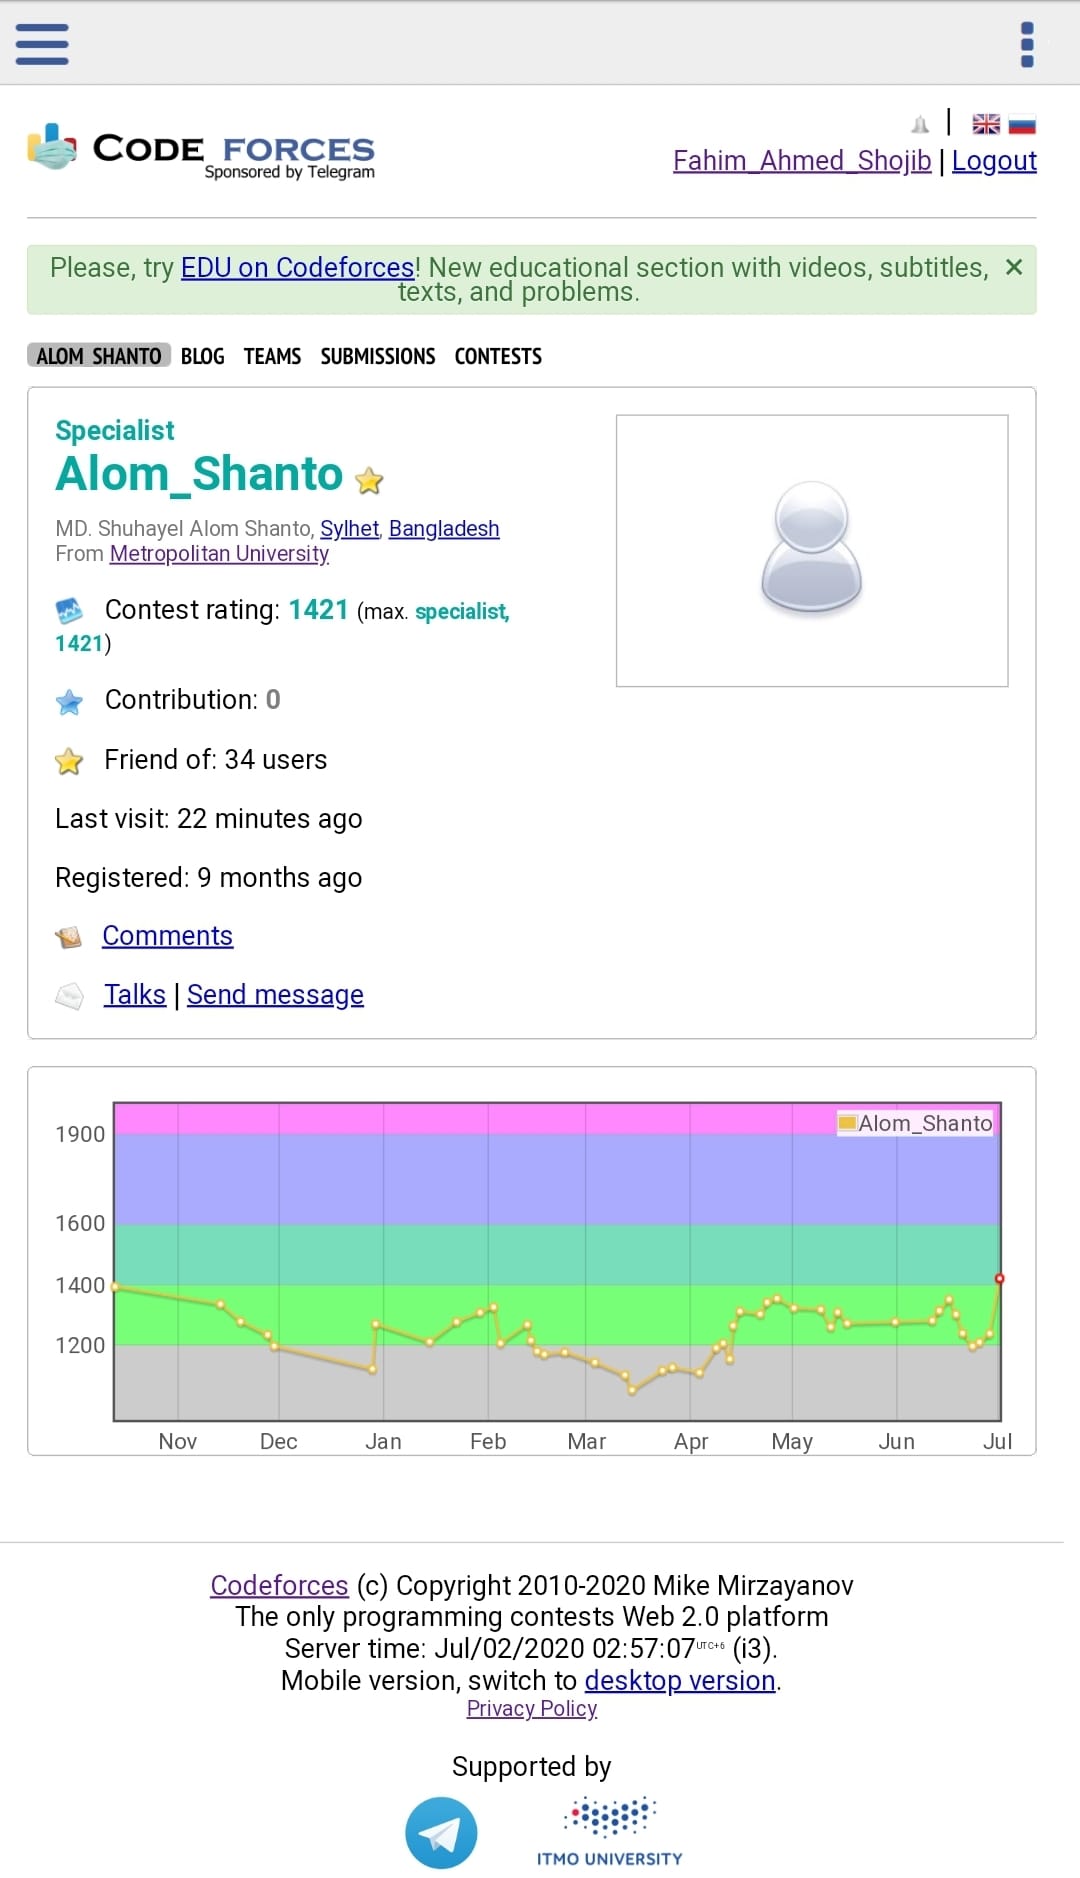 CODE FORCES
Sponsored by Telegram
|
Fahim_Ahmed_Shojib | Logout
Please, try EDU on Codeforces! New educational section with videos, subtitles, ×
texts, and problems.
ALOM_SHANTO BLOG TEAMS SUBMISSIONS CONTESTS
Specialist
Alom_Shanto
MD. Shuhayel Alom Shanto, Sylhet, Bangladesh
From Metropolitan University
Contest rating: 1421 (max. specialist,
1421)
Contribution: 0
Friend of: 34 users
Last visit: 22 minutes ago
Registered: 9 months ago
Comments
Talks | Send message
Alom_Shanto
1900
1600
1400
1200
Nov Dec Jan Feb Mar Apr May Jun Jul
Codeforces (c) Copyright 2010-2020 Mike Mirzayanov
The only programming contests Web 2.0 platform
Server time: Jul/02/2020 02:57:07 UTC+6 (i3).
Mobile version, switch to desktop version.
Privacy Policy
Supported by
ITMO UNIVERSITY